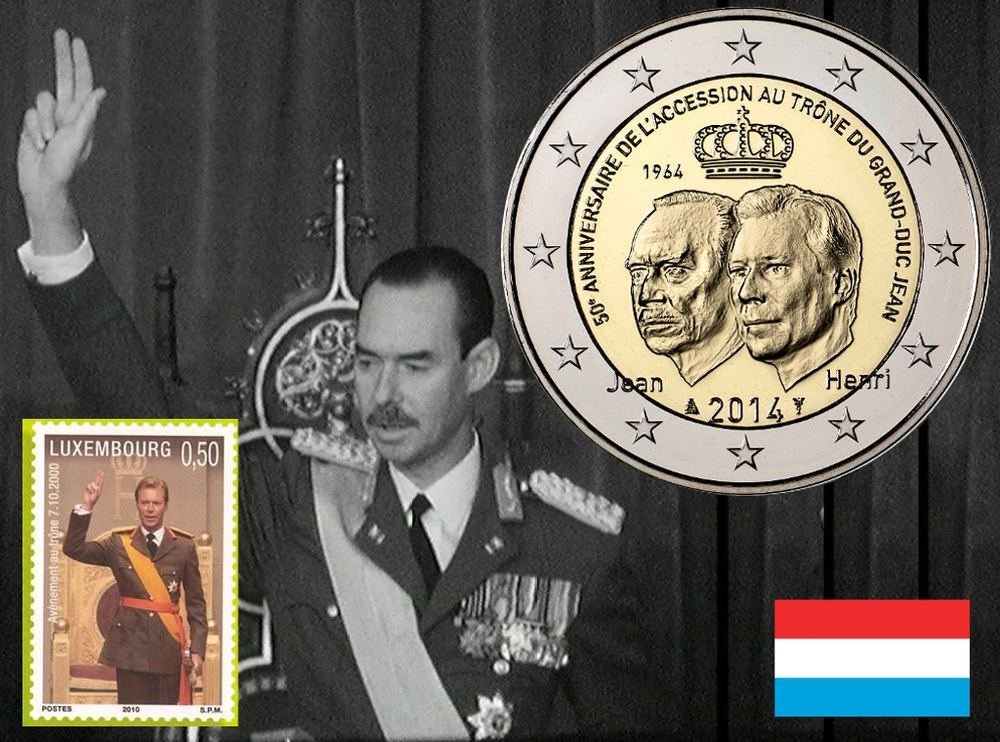 50e ANNIVERSAIRE DE L'ACCESSION AU TRÔNE DU GRAND-DUC JEAN
1964
Jean
Henri
2014
LUXEMBOURG 0,50
Avènement au trône 7.10.2000
POSTES 2010 S.P.M.